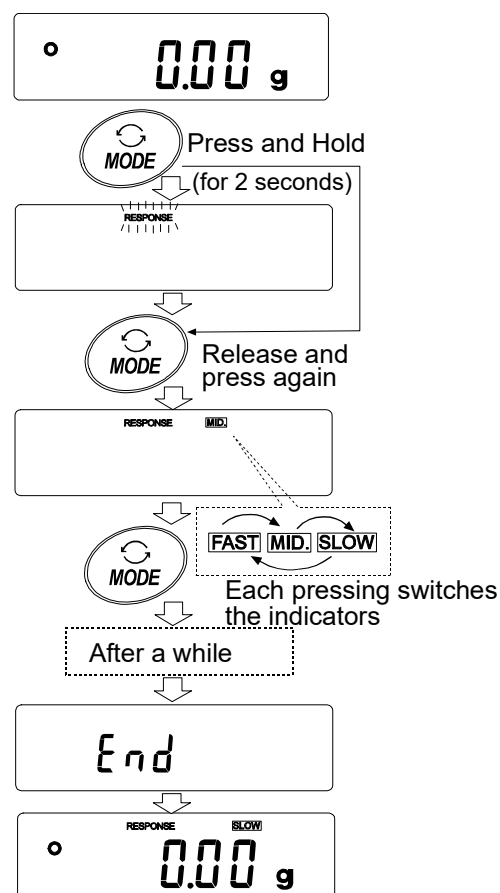 0.00 g
MODE
Press and Hold
(for 2 seconds)
RESPONSE
MODE
Release and
press again
RESPONSE MID.
FAST MID. SLOW
MODE
Each pressing switches
the indicators
After a while
End
RESPONSE SLOW
0.00 g